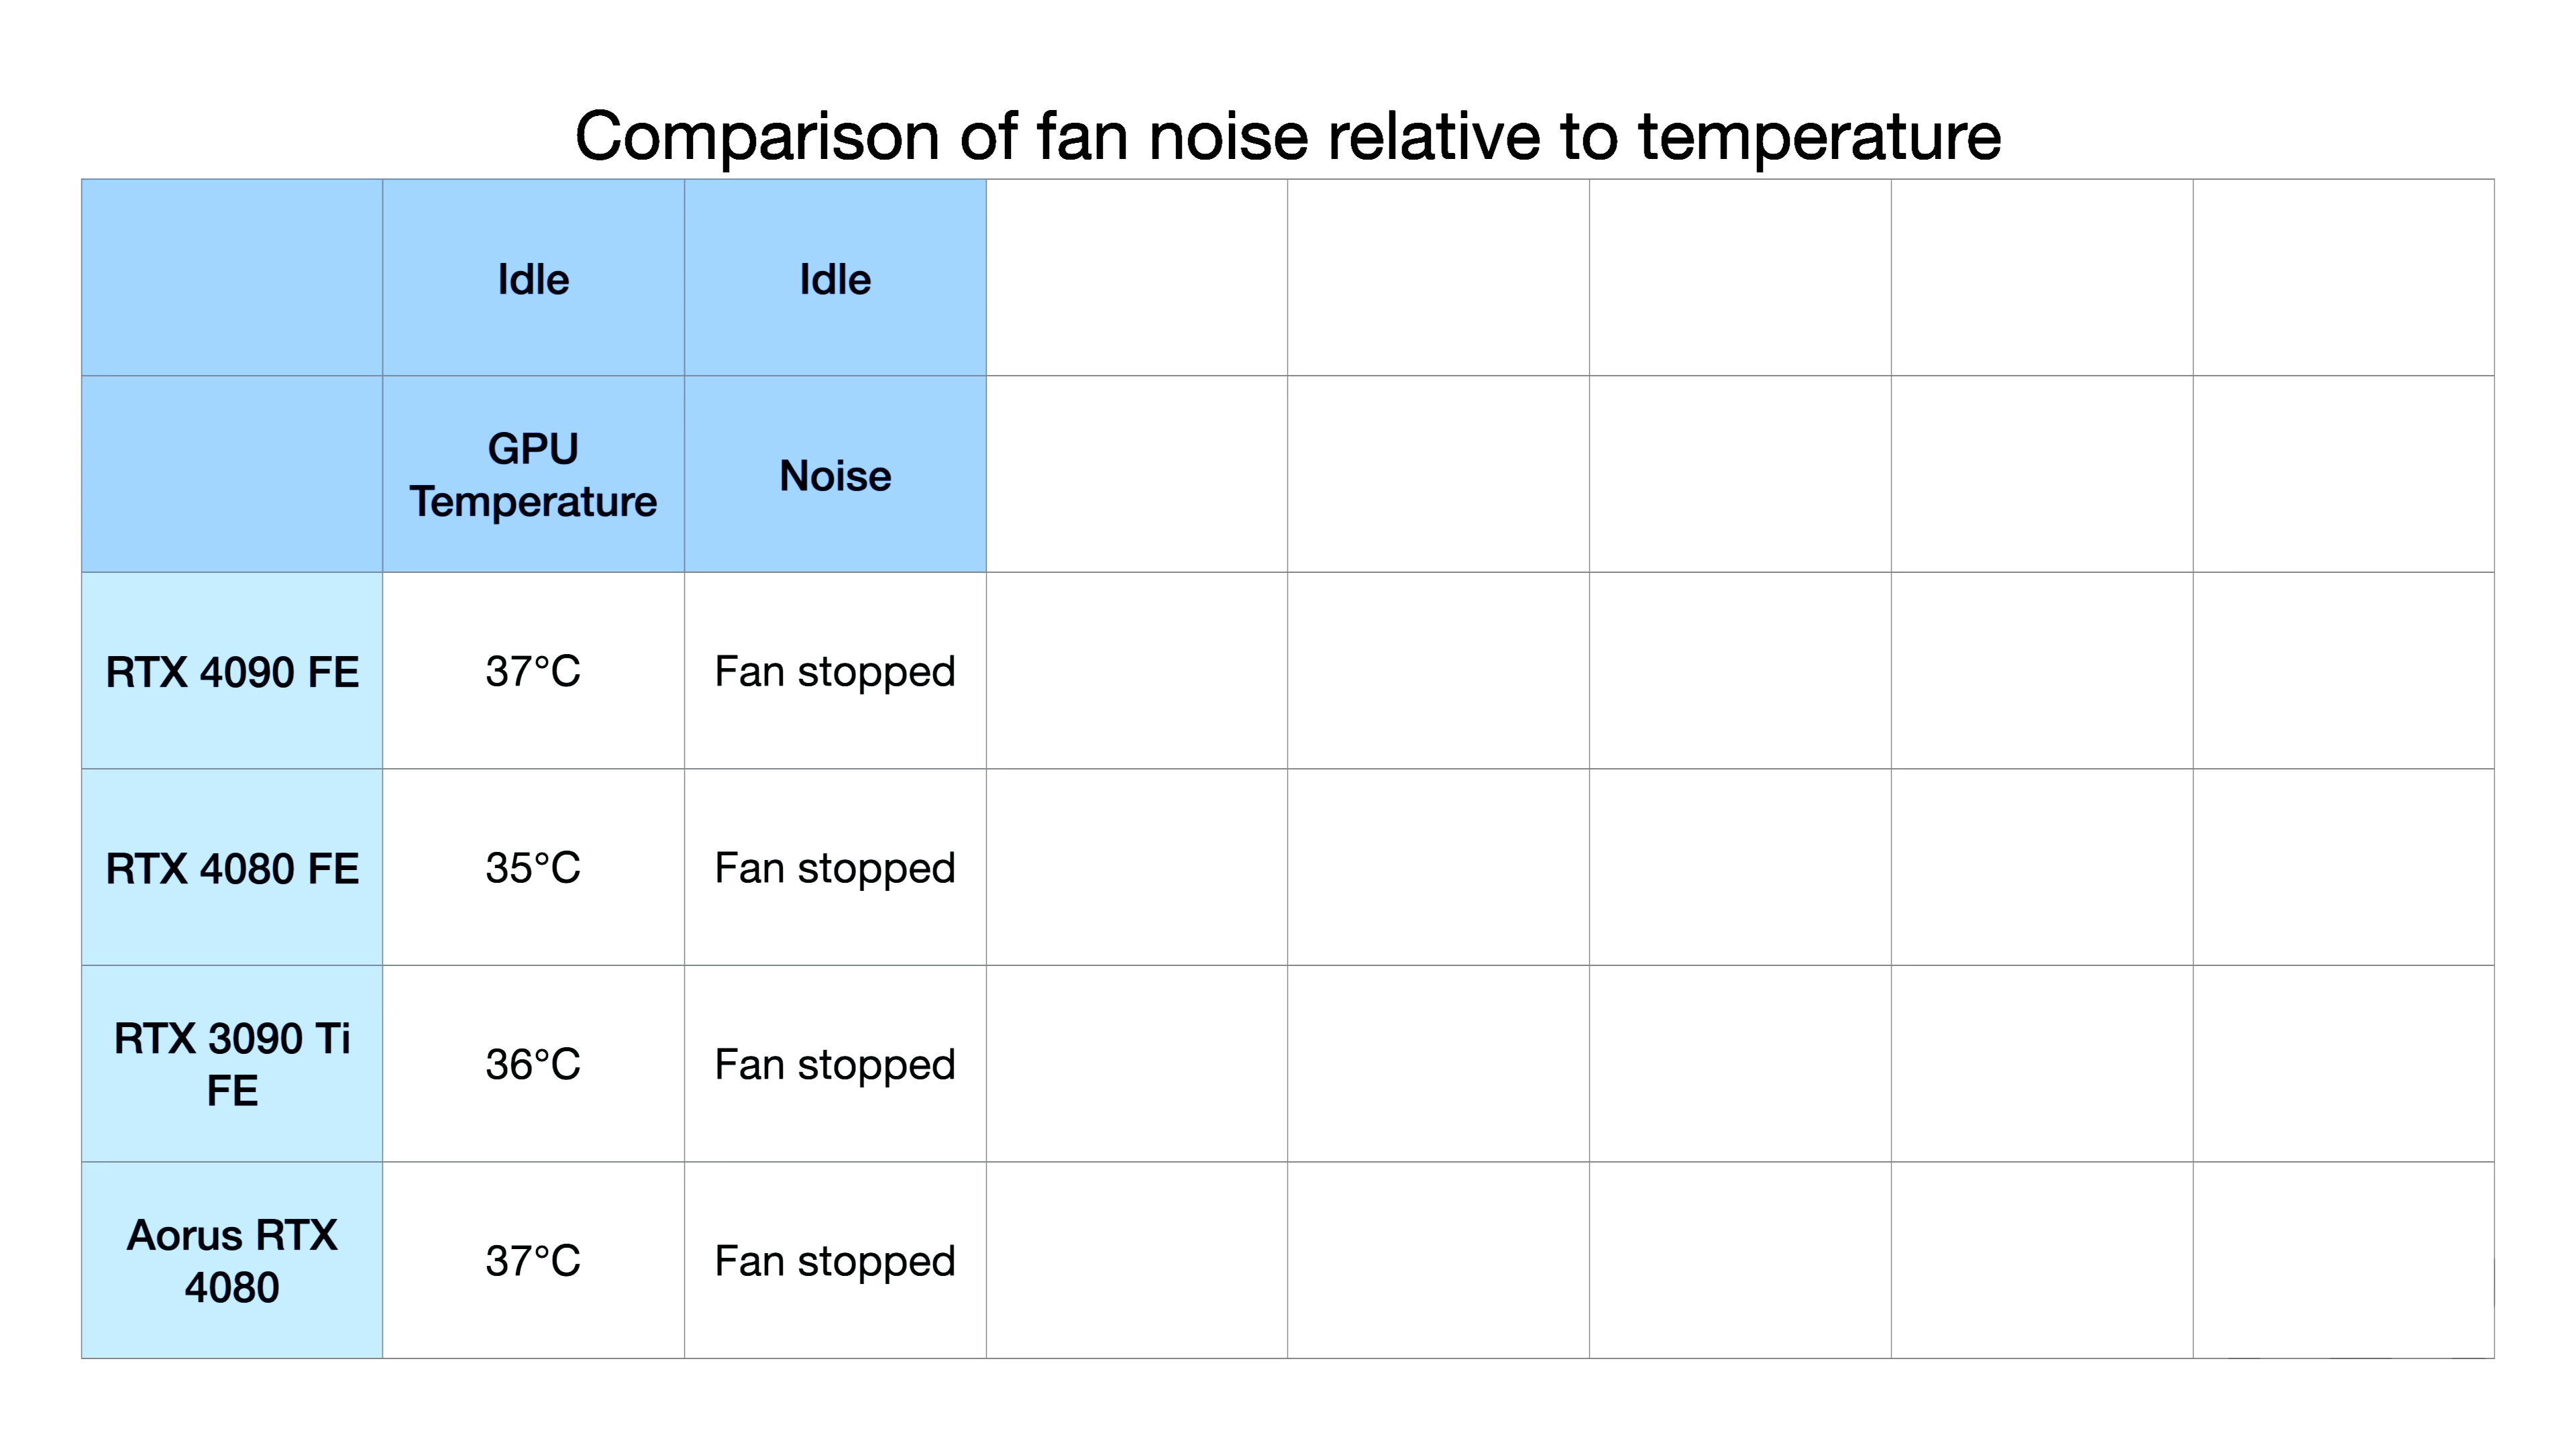 Comparison of fan noise relative to temperature
Idle Idle
GPU
Temperature
Noise
RTX 4090 FE 37°C Fan stopped
RTX 4080 FE 35°C Fan stopped
RTX 3090 Ti
FE
36°C Fan stopped
Aorus RTX
4080
37°C Fan stopped